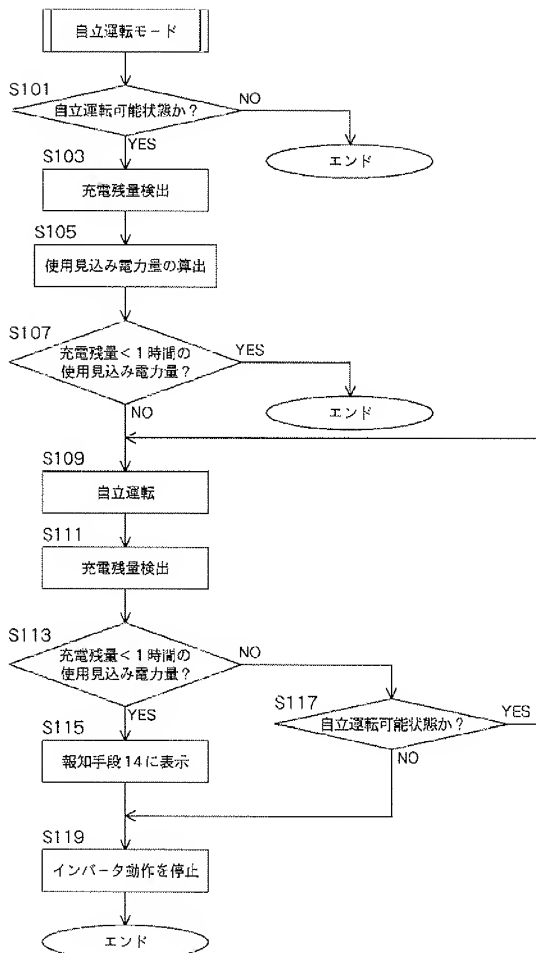 自立運転モード
S101
自立運転可能状態か？
NO
YES
エンド
S103
充電残量検出
S105
使用見込み電力量の算出
S107
充電残量＜１時間の
使用見込み電力量？
YES
NO
エンド
S109
自立運転
S111
充電残量検出
S113
充電残量＜１時間の
使用見込み電力量？
NO
YES
S117
自立運転可能状態か？
YES
NO
S115
報知手段１４に表示
S119
インバータ動作を停止
エンド